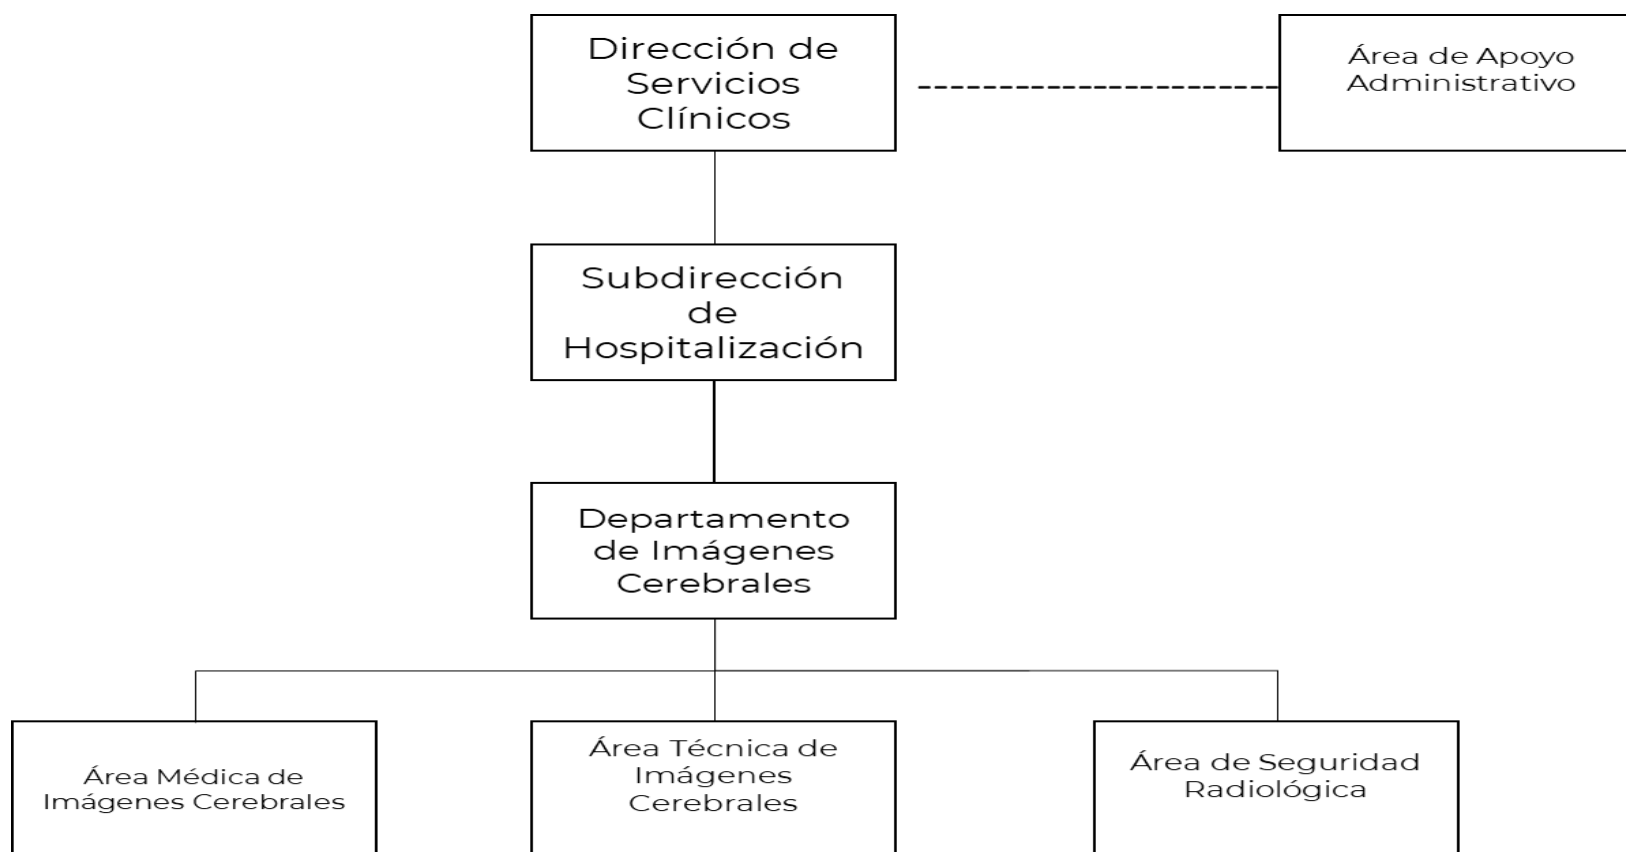 Dirección de
Servicios
Clínicos
Área de Apoyo
Administrativo
Subdirección
de
Hospitalización
Departamento
de Imágenes
Cerebrales
Área Médica de
Imágenes Cerebrales
Área Técnica de
Imágenes
Cerebrales
Área de Seguridad
Radiológica